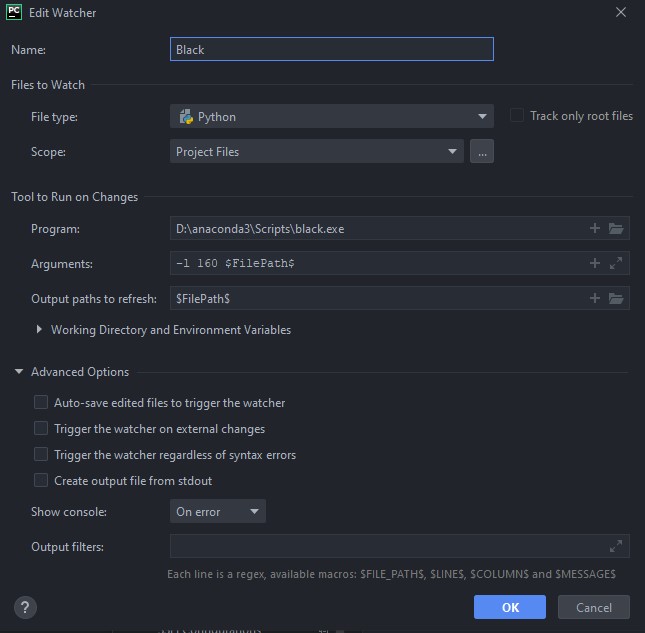 PC Edit Watcher
Name: Black
Files to Watch
File type: Python Track only root files
Scope: Project Files ...
Tool to Run on Changes
Program: D:\anaconda3\Scripts\black.exe
Arguments: -l 160 $FilePath$
Output paths to refresh: $FilePath$
Working Directory and Environment Variables
Advanced Options
Auto-save edited files to trigger the watcher
Trigger the watcher on external changes
Trigger the watcher regardless of syntax errors
Create output file from stdout
Show console: On error
Output filters:
Each line is a regex, available macros: $FILE_PATH$, $LINE$, $COLUMN$ and $MESSAGE$
? OK Cancel